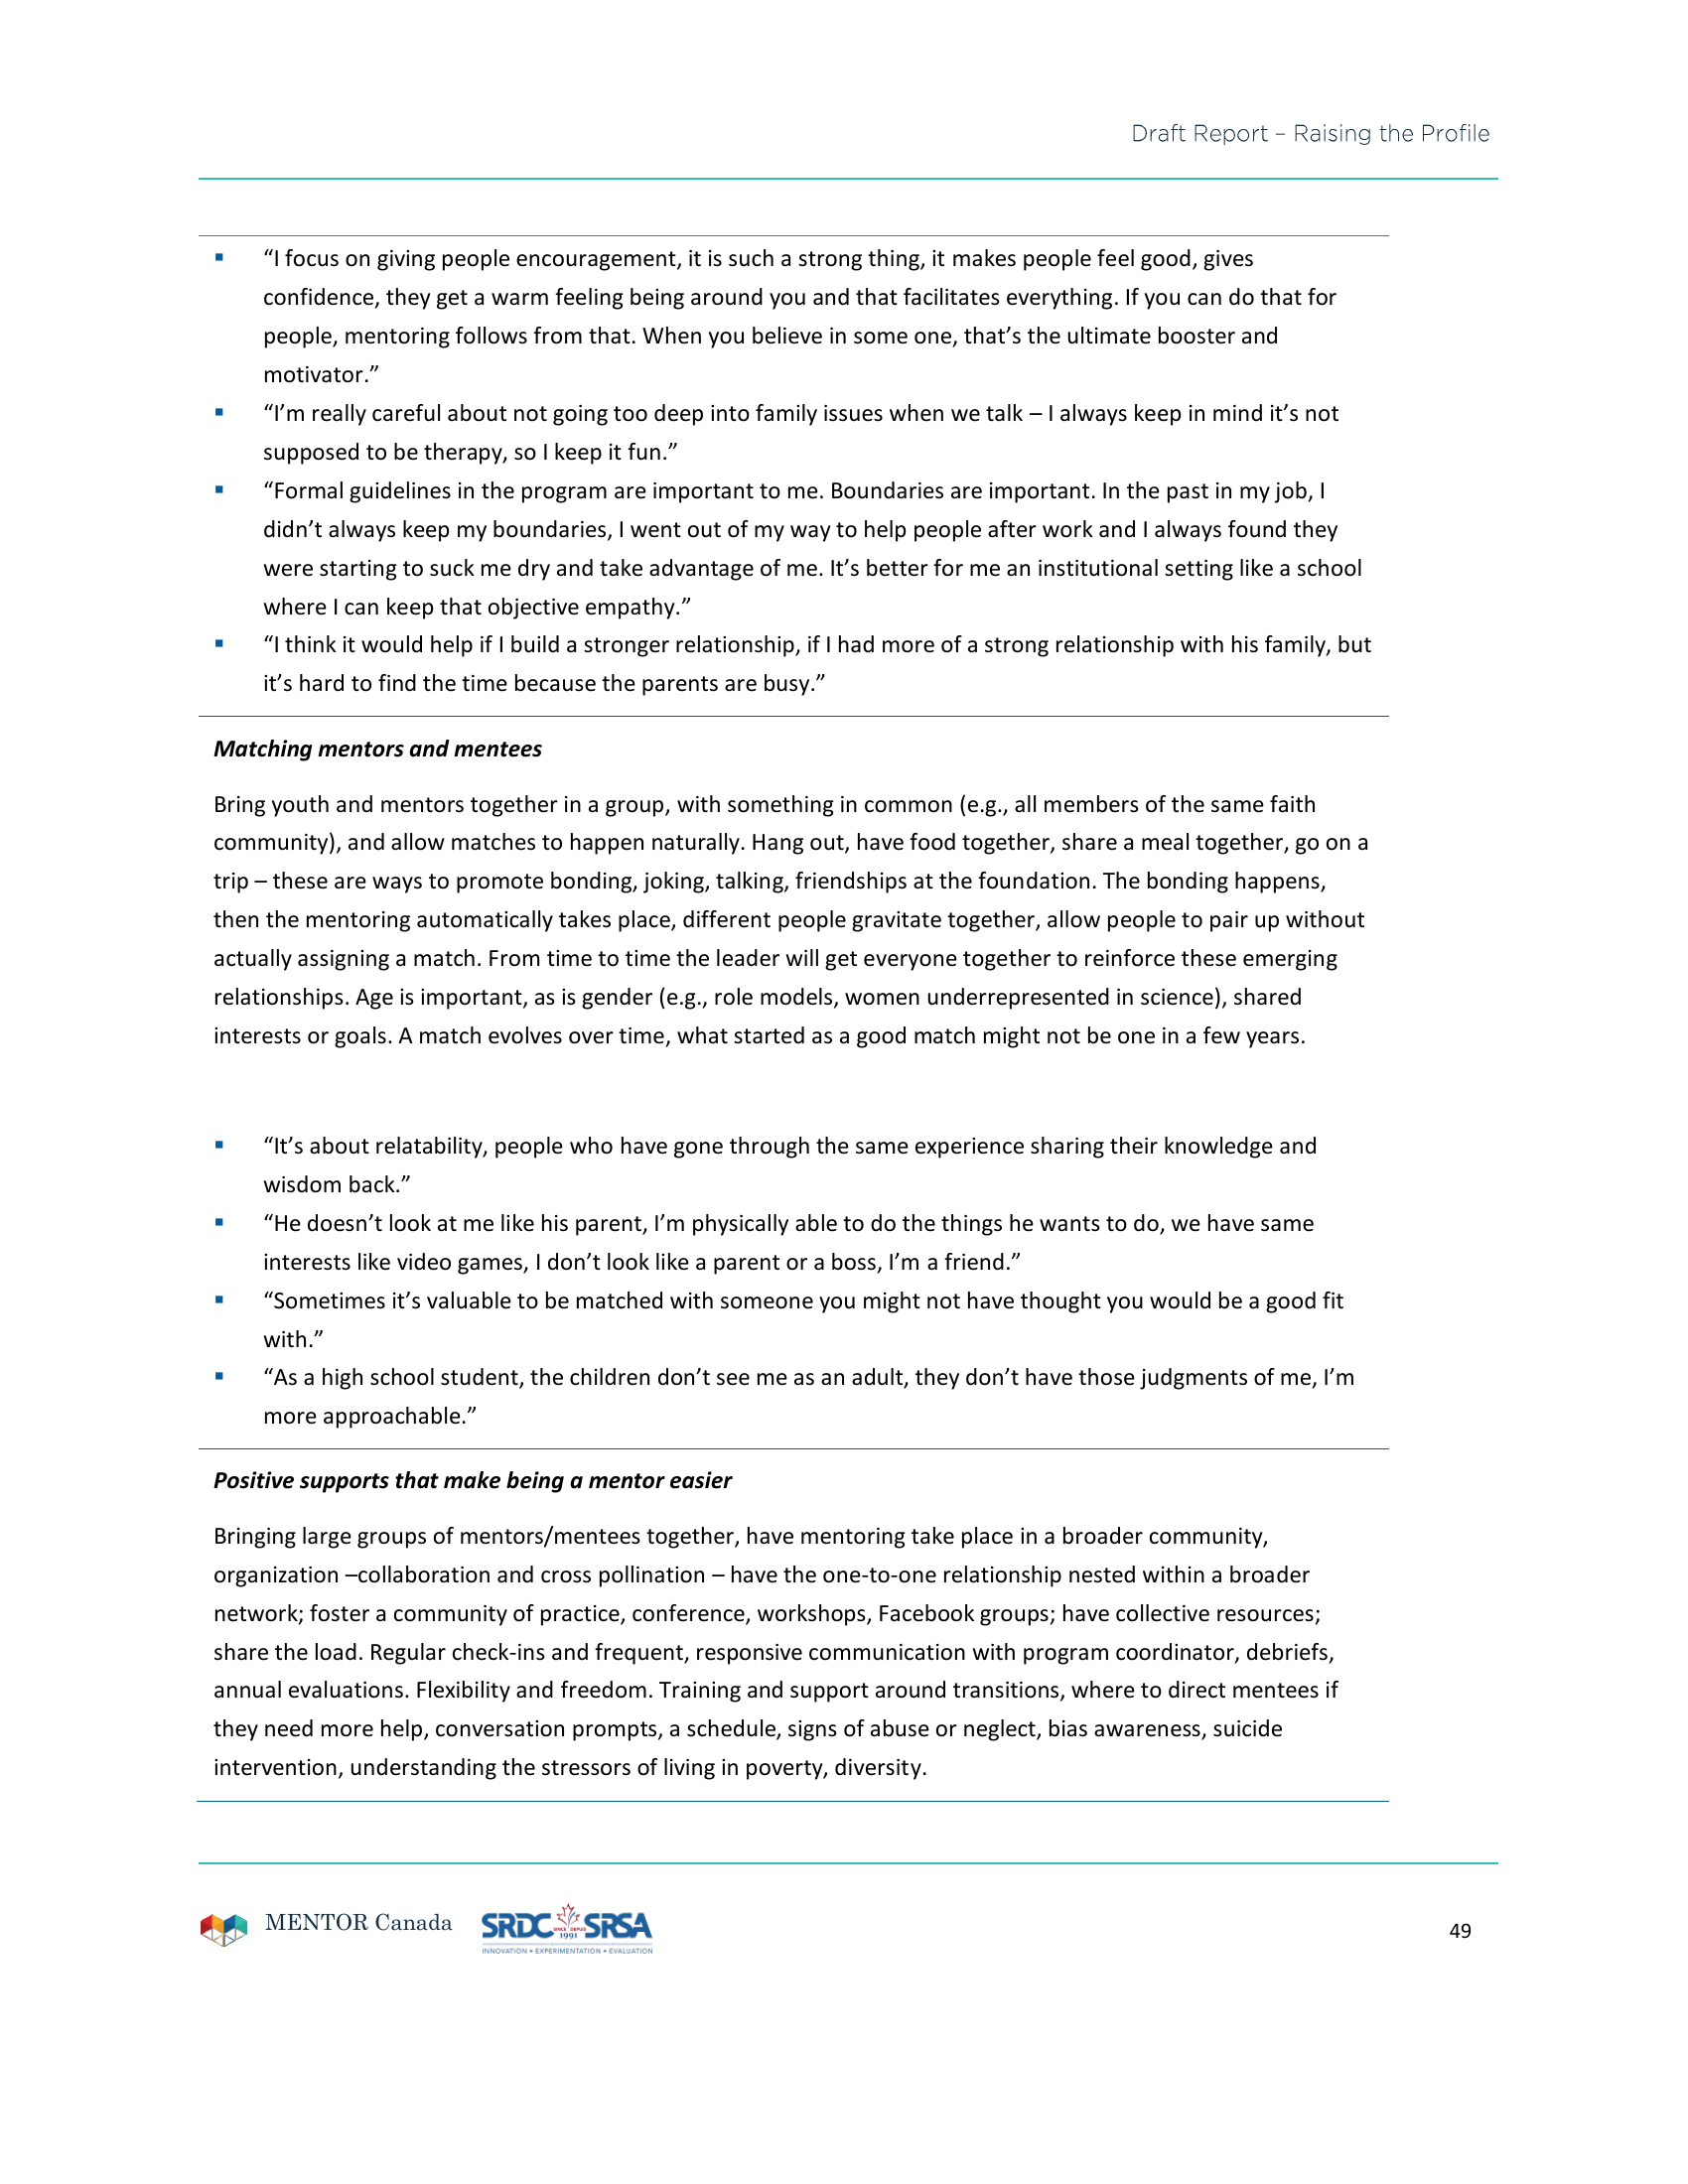 Draft Report – Raising the Profile
▪ “I focus on giving people encouragement, it is such a strong thing, it makes people feel good, gives
confidence, they get a warm feeling being around you and that facilitates everything. If you can do that for
people, mentoring follows from that. When you believe in some one, that’s the ultimate booster and
motivator.”
▪ “I’m really careful about not going too deep into family issues when we talk – I always keep in mind it’s not
supposed to be therapy, so I keep it fun.”
▪ “Formal guidelines in the program are important to me. Boundaries are important. In the past in my job, I
didn’t always keep my boundaries, I went out of my way to help people after work and I always found they
were starting to suck me dry and take advantage of me. It’s better for me an institutional setting like a school
where I can keep that objective empathy.”
▪ “I think it would help if I build a stronger relationship, if I had more of a strong relationship with his family, but
it’s hard to find the time because the parents are busy.”
Matching mentors and mentees
Bring youth and mentors together in a group, with something in common (e.g., all members of the same faith
community), and allow matches to happen naturally. Hang out, have food together, share a meal together, go on a
trip – these are ways to promote bonding, joking, talking, friendships at the foundation. The bonding happens,
then the mentoring automatically takes place, different people gravitate together, allow people to pair up without
actually assigning a match. From time to time the leader will get everyone together to reinforce these emerging
relationships. Age is important, as is gender (e.g., role models, women underrepresented in science), shared
interests or goals. A match evolves over time, what started as a good match might not be one in a few years.
▪ “It’s about relatability, people who have gone through the same experience sharing their knowledge and
wisdom back.”
▪ “He doesn’t look at me like his parent, I’m physically able to do the things he wants to do, we have same
interests like video games, I don’t look like a parent or a boss, I’m a friend.”
▪ “Sometimes it’s valuable to be matched with someone you might not have thought you would be a good fit
with.”
▪ “As a high school student, the children don’t see me as an adult, they don’t have those judgments of me, I’m
more approachable.”
Positive supports that make being a mentor easier
Bringing large groups of mentors/mentees together, have mentoring take place in a broader community,
organization –collaboration and cross pollination – have the one-to-one relationship nested within a broader
network; foster a community of practice, conference, workshops, Facebook groups; have collective resources;
share the load. Regular check-ins and frequent, responsive communication with program coordinator, debriefs,
annual evaluations. Flexibility and freedom. Training and support around transitions, where to direct mentees if
they need more help, conversation prompts, a schedule, signs of abuse or neglect, bias awareness, suicide
intervention, understanding the stressors of living in poverty, diversity.
MENTOR Canada
SRDC SINCE DEPUIS 1991 SRSA
INNOVATION • EXPERIMENTATION • EVALUATION
49